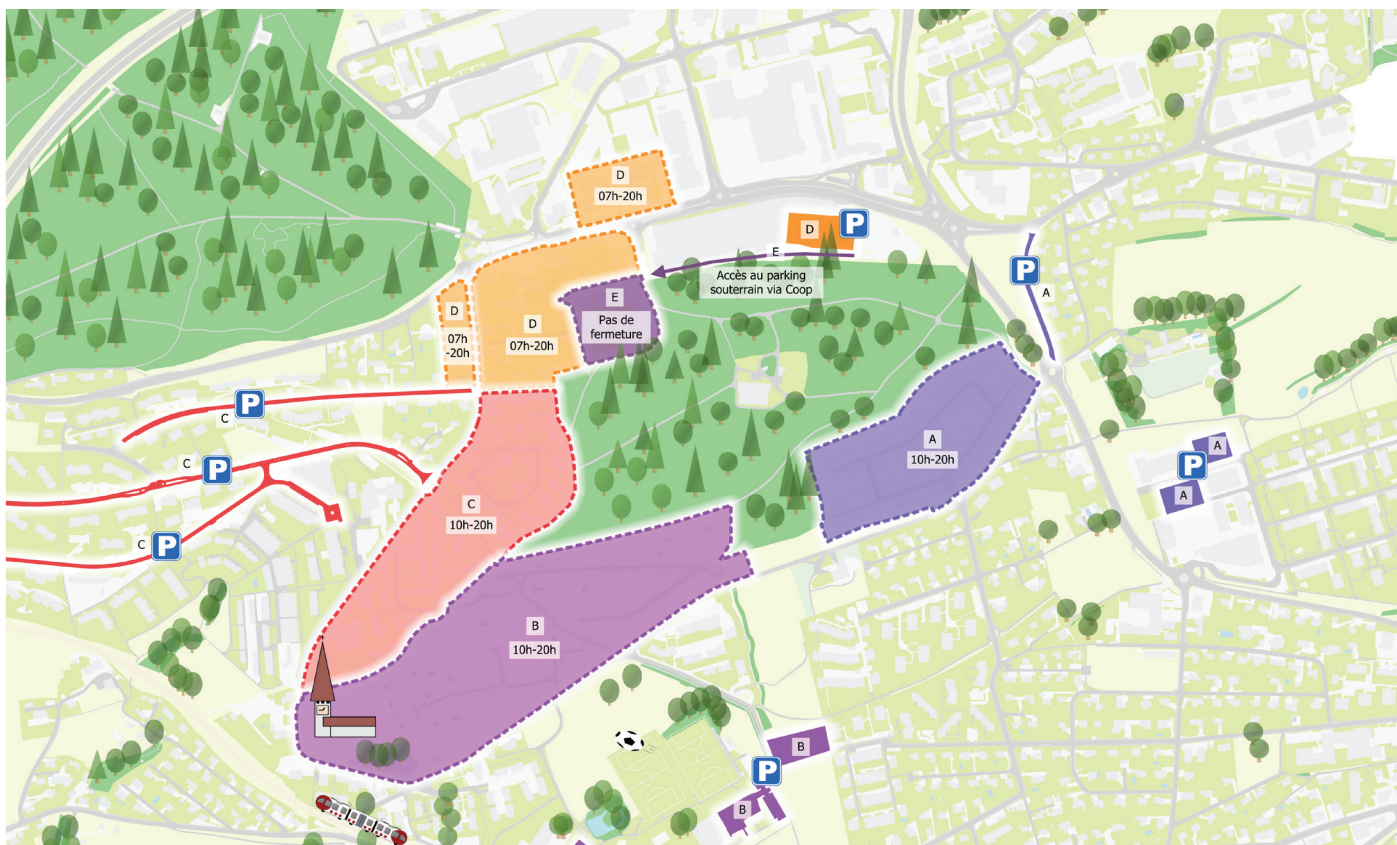 D
07h-20h
P
D
E
Accès au parking
souterrain via Coop
P
A
E
Pas de
fermeture
D
07h
-20h
D
07h-20h
P
C
A
10h-20h
A
P
A
C
P
C
10h-20h
C
P
B
10h-20h
B
P
B